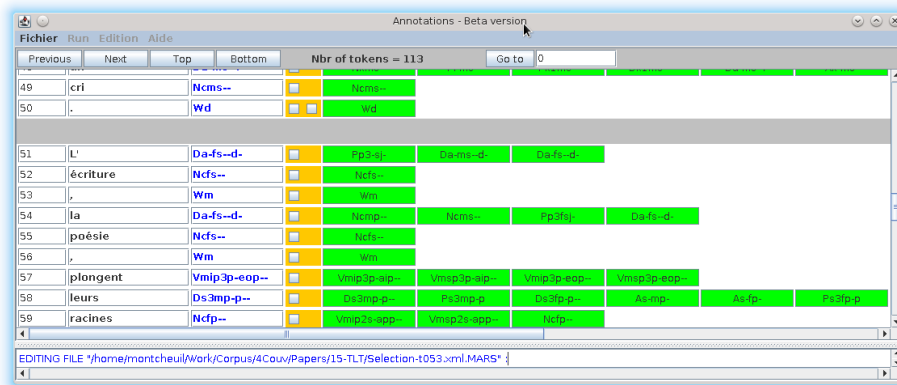 Annotations - Beta version
Fichier Run Edition Aide
Previous Next Top Bottom Nbr of tokens = 113 Go to 0
49 cri Ncms-- Ncms--
50 . Wd Wd
51 L' Da-fs--d- Pp3-sj- Da-ms--d- Da-fs--d-
52 écriture Ncfs-- Ncfs--
53 , Wm Wm
54 la Da-fs--d- Ncmp-- Ncms-- Pp3fsj- Da-fs--d-
55 poésie Ncfs-- Ncfs--
56 , Wm Wm
57 plongent Vmip3p-eop-- Vmip3p-aip-- Vmsp3p-aip-- Vmip3p-eop-- Vmsp3p-eop--
58 leurs Ds3mp-p-- Ds3mp-p-- Ps3mp-p Ds3fp-p-- As-mp- As-fp- Ps3fp-p
59 racines Ncfp-- Vmip2s-app-- Vmsp2s-app-- Ncfp--
EDITING FILE "/home/montcheuil/Work/Corpus/4Couv/Papers/15-TLT/Selection-t053.xml.MARS" :